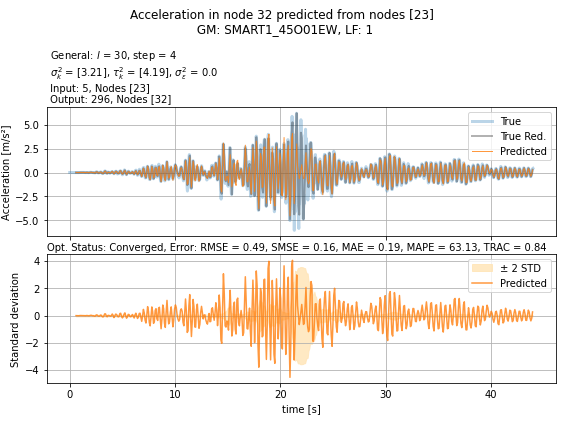 Acceleration in node 32 predicted from nodes [23]
GM: SMART1_45O01EW, LF: 1
General: l = 30, step = 4
σ²ₖ = [3.21], τ²ₖ = [4.19], σ²ε = 0.0
Input: 5, Nodes [23]
Output: 296, Nodes [32]
Acceleration [m/s²]
5.0
2.5
0.0
−2.5
−5.0
True
True Red.
Predicted
Opt. Status: Converged, Error: RMSE = 0.49, SMSE = 0.16, MAE = 0.19, MAPE = 63.13, TRAC = 0.84
Standard deviation
4
2
0
−2
−4
± 2 STD
Predicted
0 10 20 30 40
time [s]